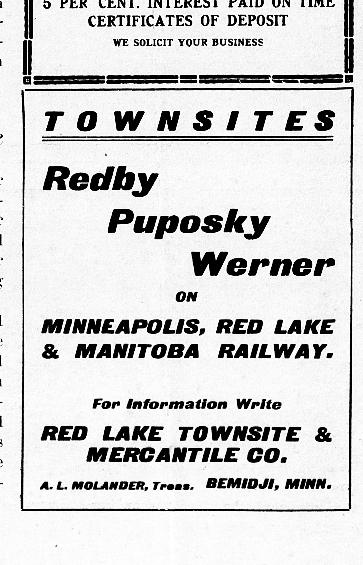 5 PER CENT. INTEREST PAID ON TIME
CERTIFICATES OF DEPOSIT
WE SOLICIT YOUR BUSINESS
TOWNSITES
Redby
Puposky
Werner
ON
MINNEAPOLIS, RED LAKE
& MANITOBA RAILWAY.
For Information Write
RED LAKE TOWNSITE &
MERCANTILE CO.
A. L. MOLANDER, Treas. BEMIDJI, MINN.